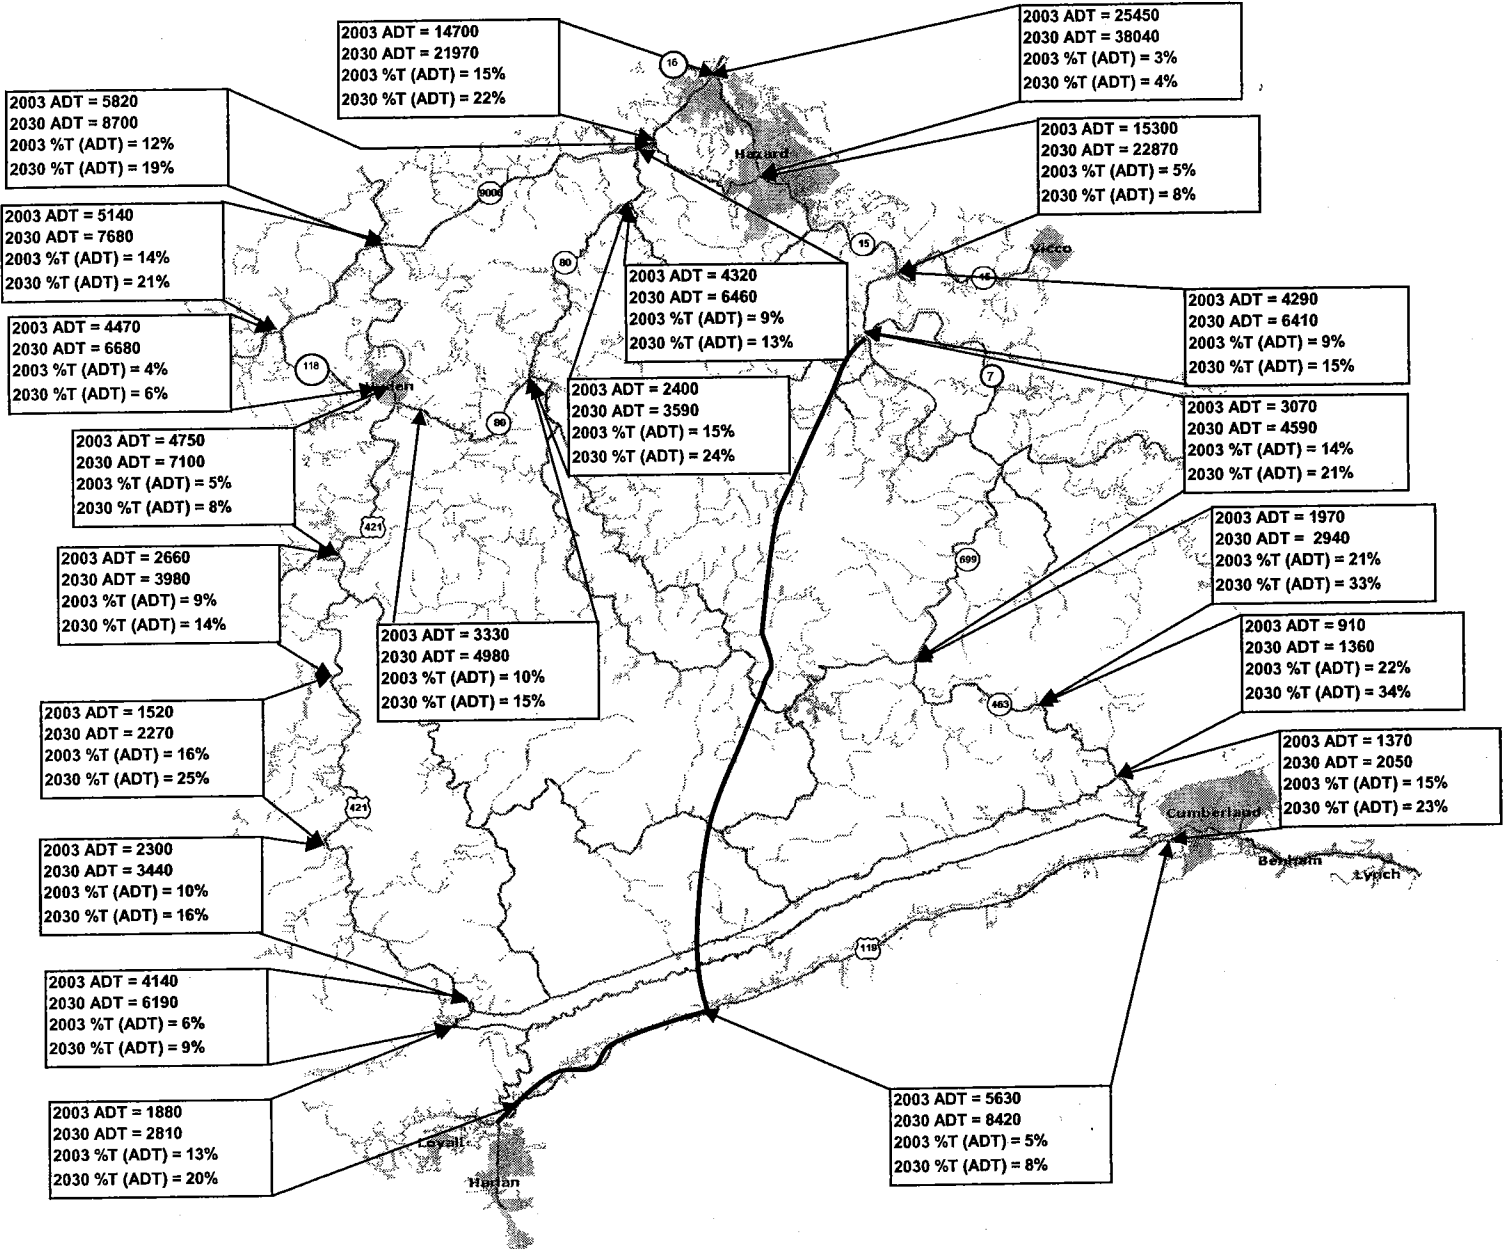 2003 ADT = 14700
2030 ADT = 21970
2003 %T (ADT) = 15%
2030 %T (ADT) = 22%
2003 ADT = 25450
2030 ADT = 38040
2003 %T (ADT) = 3%
2030 %T (ADT) = 4%
16
2003 ADT = 5820
2030 ADT = 8700
2003 %T (ADT) = 12%
2030 %T (ADT) = 19%
2003 ADT = 15300
2030 ADT = 22870
2003 %T (ADT) = 5%
2030 %T (ADT) = 8%
Hazard
9006
2003 ADT = 5140
2030 ADT = 7680
2003 %T (ADT) = 14%
2030 %T (ADT) = 21%
15
Vicco
80
15
2003 ADT = 4320
2030 ADT = 6460
2003 %T (ADT) = 9%
2030 %T (ADT) = 13%
2003 ADT = 4290
2030 ADT = 6410
2003 %T (ADT) = 9%
2030 %T (ADT) = 15%
2003 ADT = 4470
2030 ADT = 6680
2003 %T (ADT) = 4%
2030 %T (ADT) = 6%
118
7
2003 ADT = 2400
2030 ADT = 3590
2003 %T (ADT) = 15%
2030 %T (ADT) = 24%
2003 ADT = 3070
2030 ADT = 4590
2003 %T (ADT) = 14%
2030 %T (ADT) = 21%
80
2003 ADT = 4750
2030 ADT = 7100
2003 %T (ADT) = 5%
2030 %T (ADT) = 8%
421
2003 ADT = 1970
2030 ADT = 2940
2003 %T (ADT) = 21%
2030 %T (ADT) = 33%
699
2003 ADT = 2660
2030 ADT = 3980
2003 %T (ADT) = 9%
2030 %T (ADT) = 14%
2003 ADT = 3330
2030 ADT = 4980
2003 %T (ADT) = 10%
2030 %T (ADT) = 15%
2003 ADT = 910
2030 ADT = 1360
2003 %T (ADT) = 22%
2030 %T (ADT) = 34%
463
2003 ADT = 1520
2030 ADT = 2270
2003 %T (ADT) = 16%
2030 %T (ADT) = 25%
421
2003 ADT = 1370
2030 ADT = 2050
2003 %T (ADT) = 15%
2030 %T (ADT) = 23%
Cumberland
Benham
Lynch
2003 ADT = 2300
2030 ADT = 3440
2003 %T (ADT) = 10%
2030 %T (ADT) = 16%
119
2003 ADT = 4140
2030 ADT = 6190
2003 %T (ADT) = 6%
2030 %T (ADT) = 9%
2003 ADT = 1880
2030 ADT = 2810
2003 %T (ADT) = 13%
2030 %T (ADT) = 20%
2003 ADT = 5630
2030 ADT = 8420
2003 %T (ADT) = 5%
2030 %T (ADT) = 8%
Loyall
Harlan